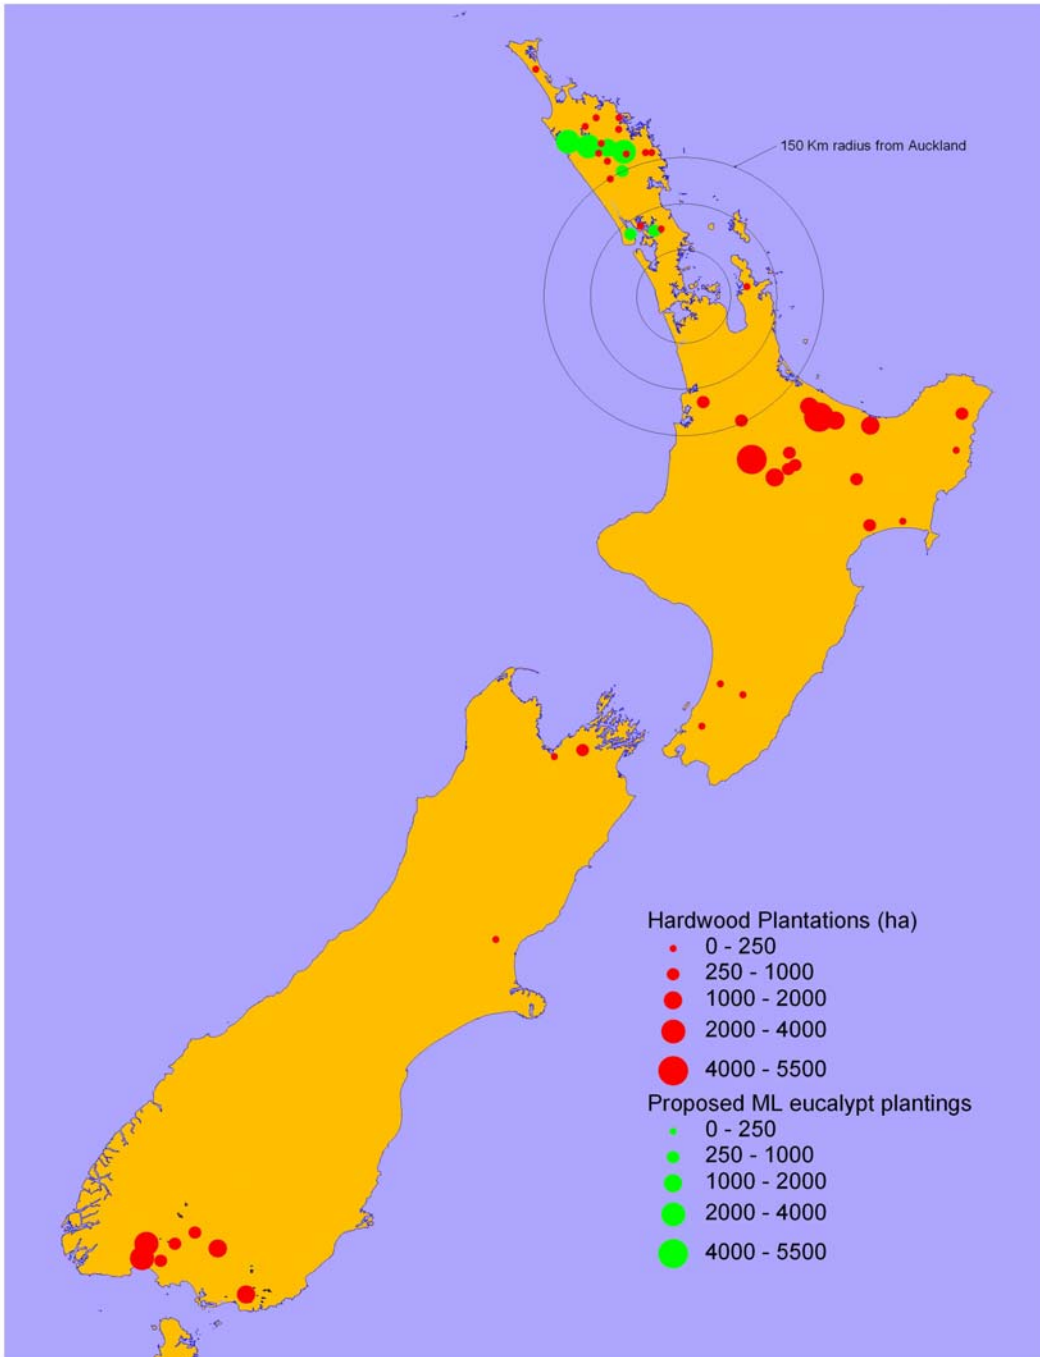 150 Km radius from Auckland
Hardwood Plantations (ha)
0 - 250
250 - 1000
1000 - 2000
2000 - 4000
4000 - 5500
Proposed ML eucalypt plantings
0 - 250
250 - 1000
1000 - 2000
2000 - 4000
4000 - 5500